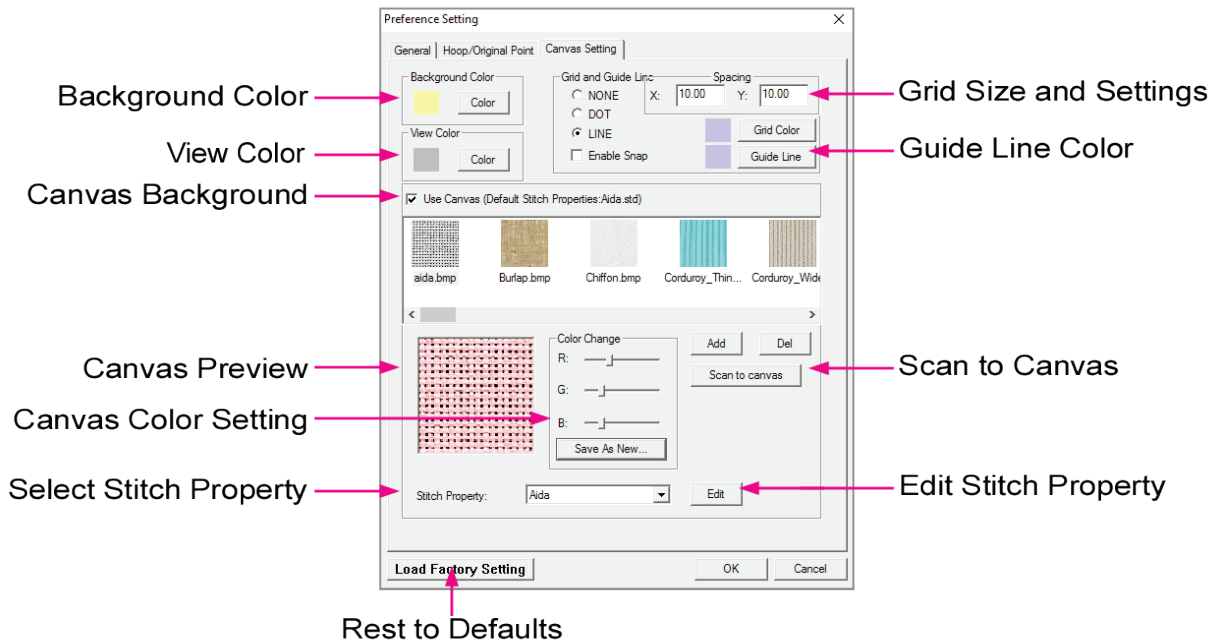 Preference Setting
General
Hoop/Original Point
Canvas Setting
Background Color
Color
View Color
Color
Grid and Guide Line
NONE
DOT
LINE
Enable Snap
Spacing
X: 10.00 Y: 10.00
Grid Color
Guide Line
Use Canvas (Default Stitch Properties:Aida.std)
aida.bmp
Burlap.bmp
Chiffon.bmp
Corduroy_Thin...
Corduroy_Wide
Color Change
R:
G:
B:
Save As New...
Add
Del
Scan to canvas
Stitch Property:
Aida
Edit
Load Factory Setting
OK
Cancel
Background Color
View Color
Canvas Background
Canvas Preview
Canvas Color Setting
Select Stitch Property
Grid Size and Settings
Guide Line Color
Scan to Canvas
Edit Stitch Property
Rest to Defaults